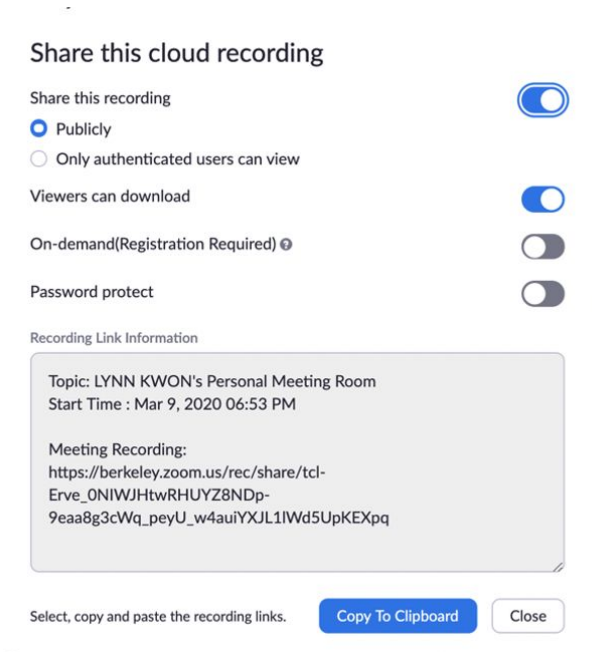 Share this cloud recording
Share this recording
Publicly
Only authenticated users can view
Viewers can download
On-demand(Registration Required)
Password protect
Recording Link Information
Topic: LYNN KWON's Personal Meeting Room
Start Time : Mar 9, 2020 06:53 PM
Meeting Recording:
https://berkeley.zoom.us/rec/share/tcl-
Erve_0NIWJHtwRHUYZ8NDp-
9eaa8g3cWq_peyU_w4auiYXJL1lWd5UpKEXpq
Select, copy and paste the recording links.
Copy To Clipboard
Close